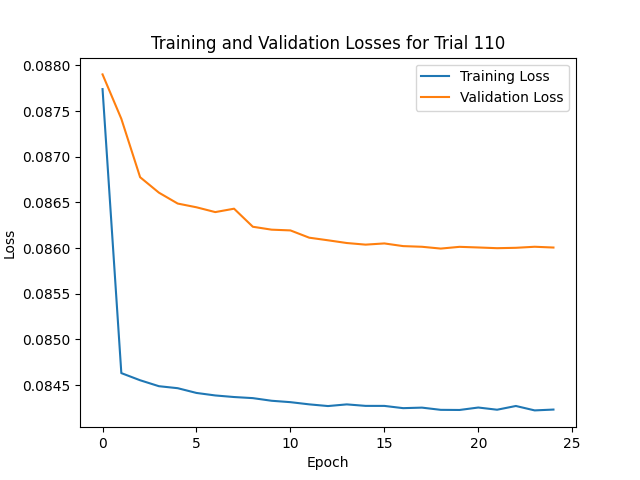 Training and Validation Losses for Trial 110
Training Loss
Validation Loss
0.0880
0.0875
0.0870
0.0865
0.0860
0.0855
0.0850
0.0845
Loss
0 5 10 15 20 25
Epoch